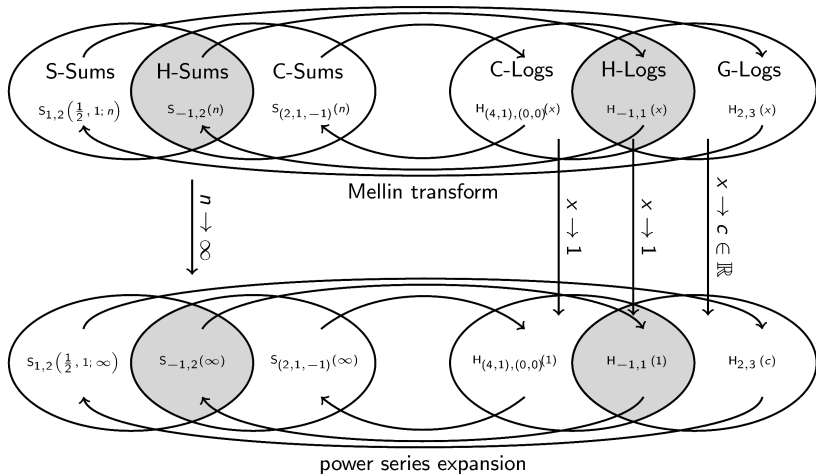 S-Sums H-Sums C-Sums C-Logs H-Logs G-Logs
S₁,₂(½, 1; n) S₋₁,₂(n) S₍₂,₁,₋₁₎(n) H₍₄,₁₎,₍₀,₀₎(x) H₋₁,₁(x) H₂,₃(x)
Mellin transform
n → ∞
x → 1
x → 1
x → c ∈ ℝ
S₁,₂(½, 1; ∞) S₋₁,₂(∞) S₍₂,₁,₋₁₎(∞) H₍₄,₁₎,₍₀,₀₎(1) H₋₁,₁(1) H₂,₃(c)
power series expansion